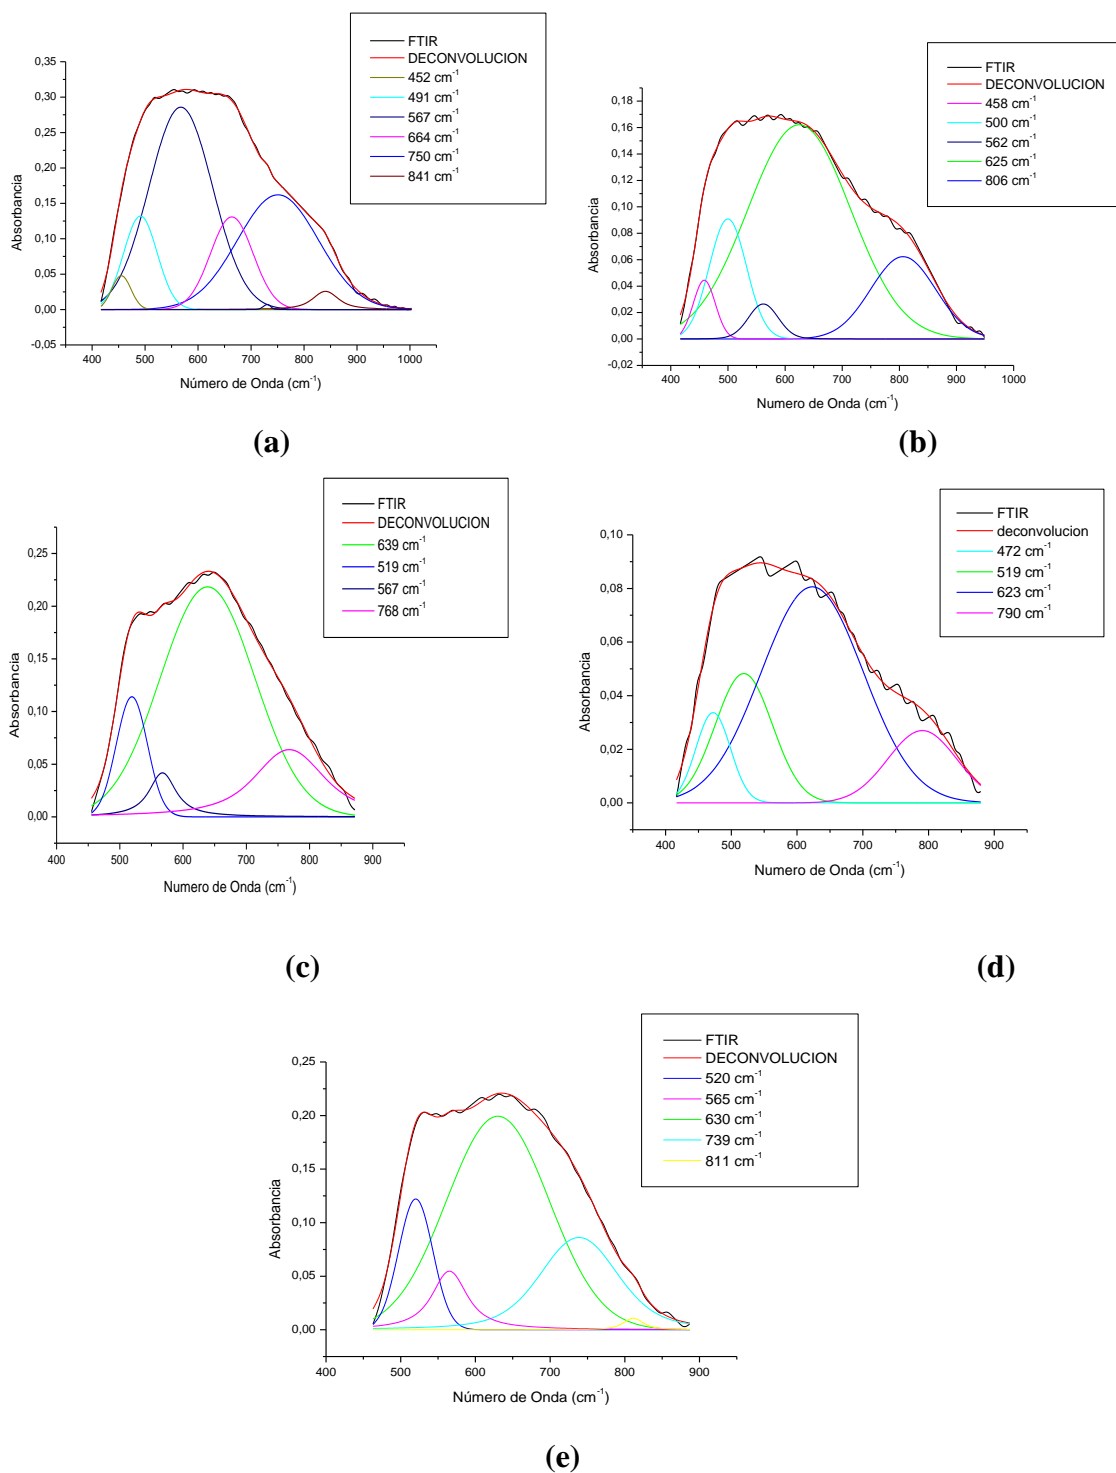 FTIR
DECONVOLUCION
452 cm⁻¹
491 cm⁻¹
567 cm⁻¹
664 cm⁻¹
750 cm⁻¹
841 cm⁻¹
0,35
0,30
0,25
0,20
0,15
0,10
0,05
0,00
-0,05
Absorbancia
400 500 600 700 800 900 1000
Número de Onda (cm⁻¹)
(a)
FTIR
DECONVOLUCION
458 cm⁻¹
500 cm⁻¹
562 cm⁻¹
625 cm⁻¹
806 cm⁻¹
0,18
0,16
0,14
0,12
0,10
0,08
0,06
0,04
0,02
0,00
-0,02
Absorbancia
400 500 600 700 800 900 1000
Numero de Onda (cm⁻¹)
(b)
FTIR
DECONVOLUCION
639 cm⁻¹
519 cm⁻¹
567 cm⁻¹
768 cm⁻¹
0,25
0,20
0,15
0,10
0,05
0,00
Absorbancia
400 500 600 700 800 900
Numero de Onda (cm⁻¹)
(c)
FTIR
deconvolucion
472 cm⁻¹
519 cm⁻¹
623 cm⁻¹
790 cm⁻¹
0,10
0,08
0,06
0,04
0,02
0,00
Absorbancia
400 500 600 700 800 900
Numero de Onda (cm⁻¹)
(d)
FTIR
DECONVOLUCION
520 cm⁻¹
565 cm⁻¹
630 cm⁻¹
739 cm⁻¹
811 cm⁻¹
0,25
0,20
0,15
0,10
0,05
0,00
Absorbancia
400 500 600 700 800 900
Número de Onda (cm⁻¹)
(e)